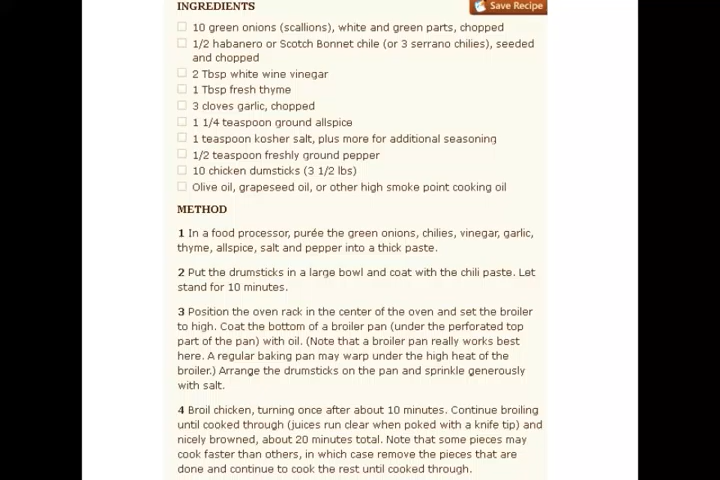 INGREDIENTS
Save Recipe
10 green onions (scallions), white and green parts, chopped
1/2 habanero or Scotch Bonnet chile (or 3 serrano chilies), seeded
and chopped
2 Tbsp white wine vinegar
1 Tbsp fresh thyme
3 cloves garlic, chopped
1 1/4 teaspoon ground allspice
1 teaspoon kosher salt, plus more for additional seasoning
1/2 teaspoon freshly ground pepper
10 chicken dumsticks (3 1/2 lbs)
Olive oil, grapeseed oil, or other high smoke point cooking oil
METHOD
1 In a food processor, purée the green onions, chilies, vinegar, garlic,
thyme, allspice, salt and pepper into a thick paste.
2 Put the drumsticks in a large bowl and coat with the chili paste. Let
stand for 10 minutes.
3 Position the oven rack in the center of the oven and set the broiler
to high. Coat the bottom of a broiler pan (under the perforated top
part of the pan) with oil. (Note that a broiler pan really works best
here. A regular baking pan may warp under the high heat of the
broiler.) Arrange the drumsticks on the pan and sprinkle generously
with salt.
4 Broil chicken, turning once after about 10 minutes. Continue broiling
until cooked through (juices run clear when poked with a knife tip) and
nicely browned, about 20 minutes total. Note that some pieces may
cook faster than others, in which case remove the pieces that are
done and continue to cook the rest until cooked through.